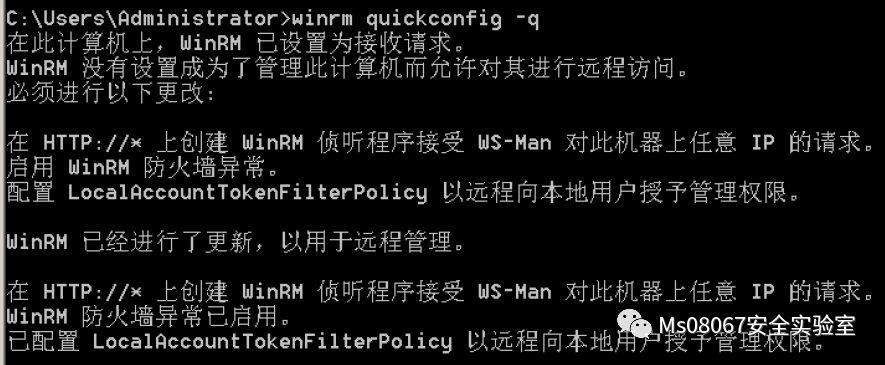 C:\Users\Administrator>winrm quickconfig -q
在此计算机上，WinRM 已设置为接收请求。
WinRM 没有设置成为了管理此计算机而允许对其进行远程访问。
必须进行以下更改:
在 HTTP://* 上创建 WinRM 侦听程序接受 WS-Man 对此机器上任意 IP 的请求。
启用 WinRM 防火墙异常。
配置 LocalAccountTokenFilterPolicy 以远程向本地用户授予管理权限。
WinRM 已经进行了更新，以用于远程管理。
在 HTTP://* 上创建 WinRM 侦听程序接受 WS-Man 对此机器上任意 IP 的请求。
WinRM 防火墙异常已启用。
Ms08067安全实验室
已配置 LocalAccountTokenFilterPolicy 以远程向本地用户授予管理权限。